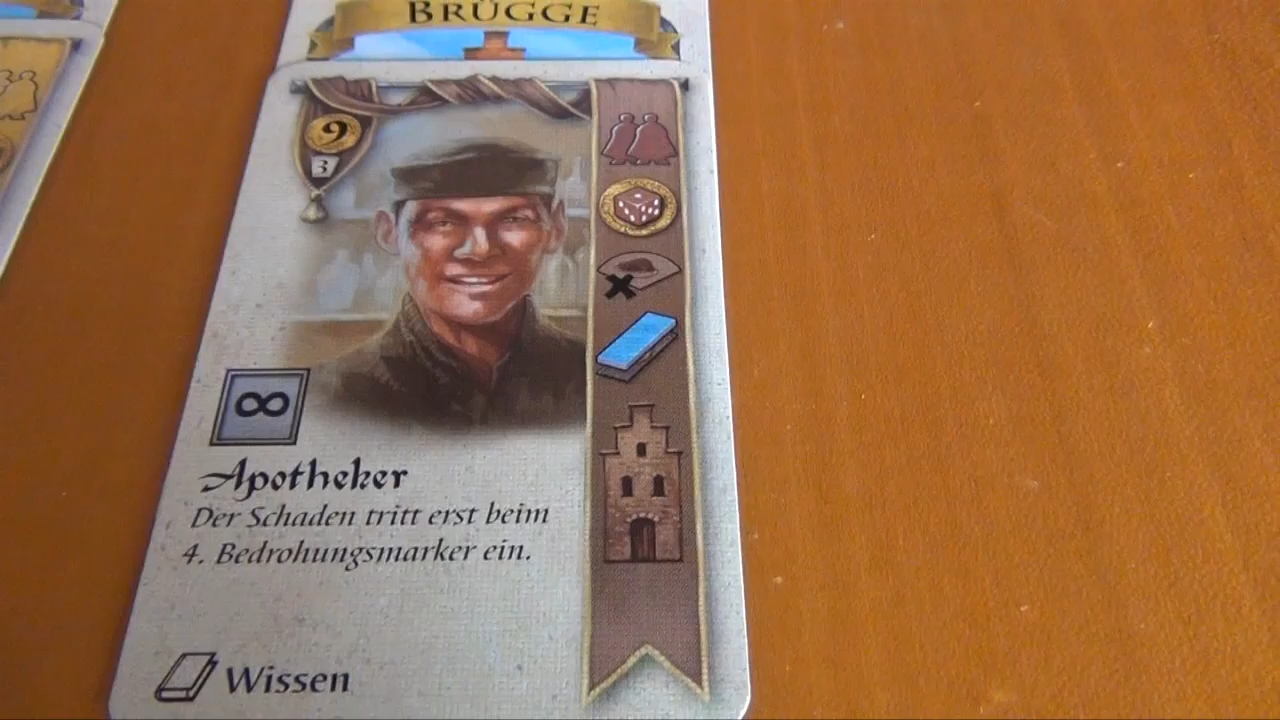 BRÜGGE
9
3
∞
Apotheker
Der Schaden tritt erst beim
4. Bedrohungsmarker ein.
Wissen